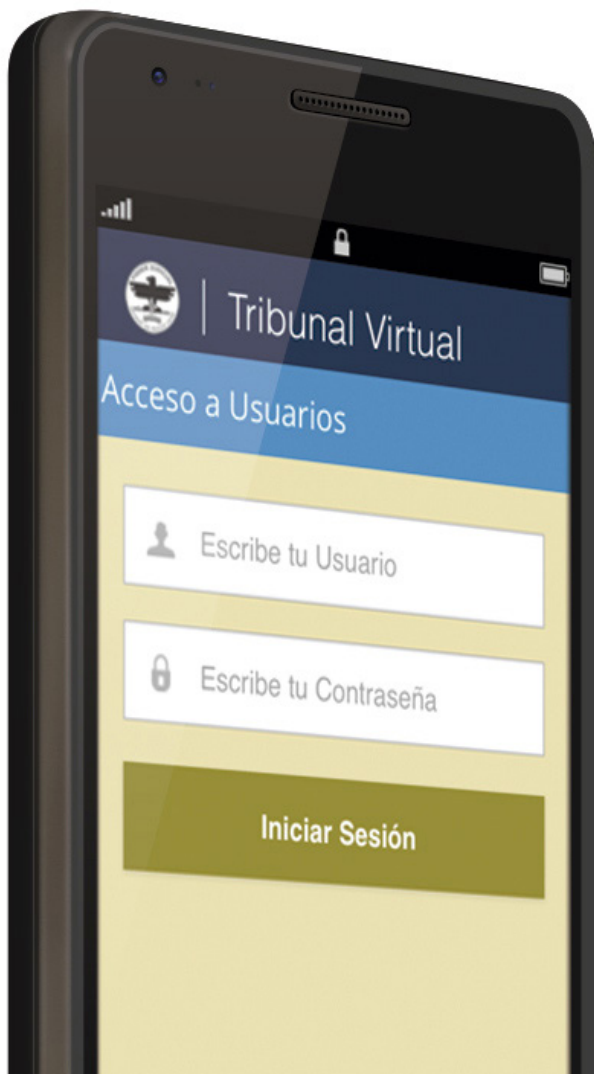 Tribunal Virtual
Acceso a Usuarios
Escribe tu Usuario
Escribe tu Contraseña
Iniciar Sesión